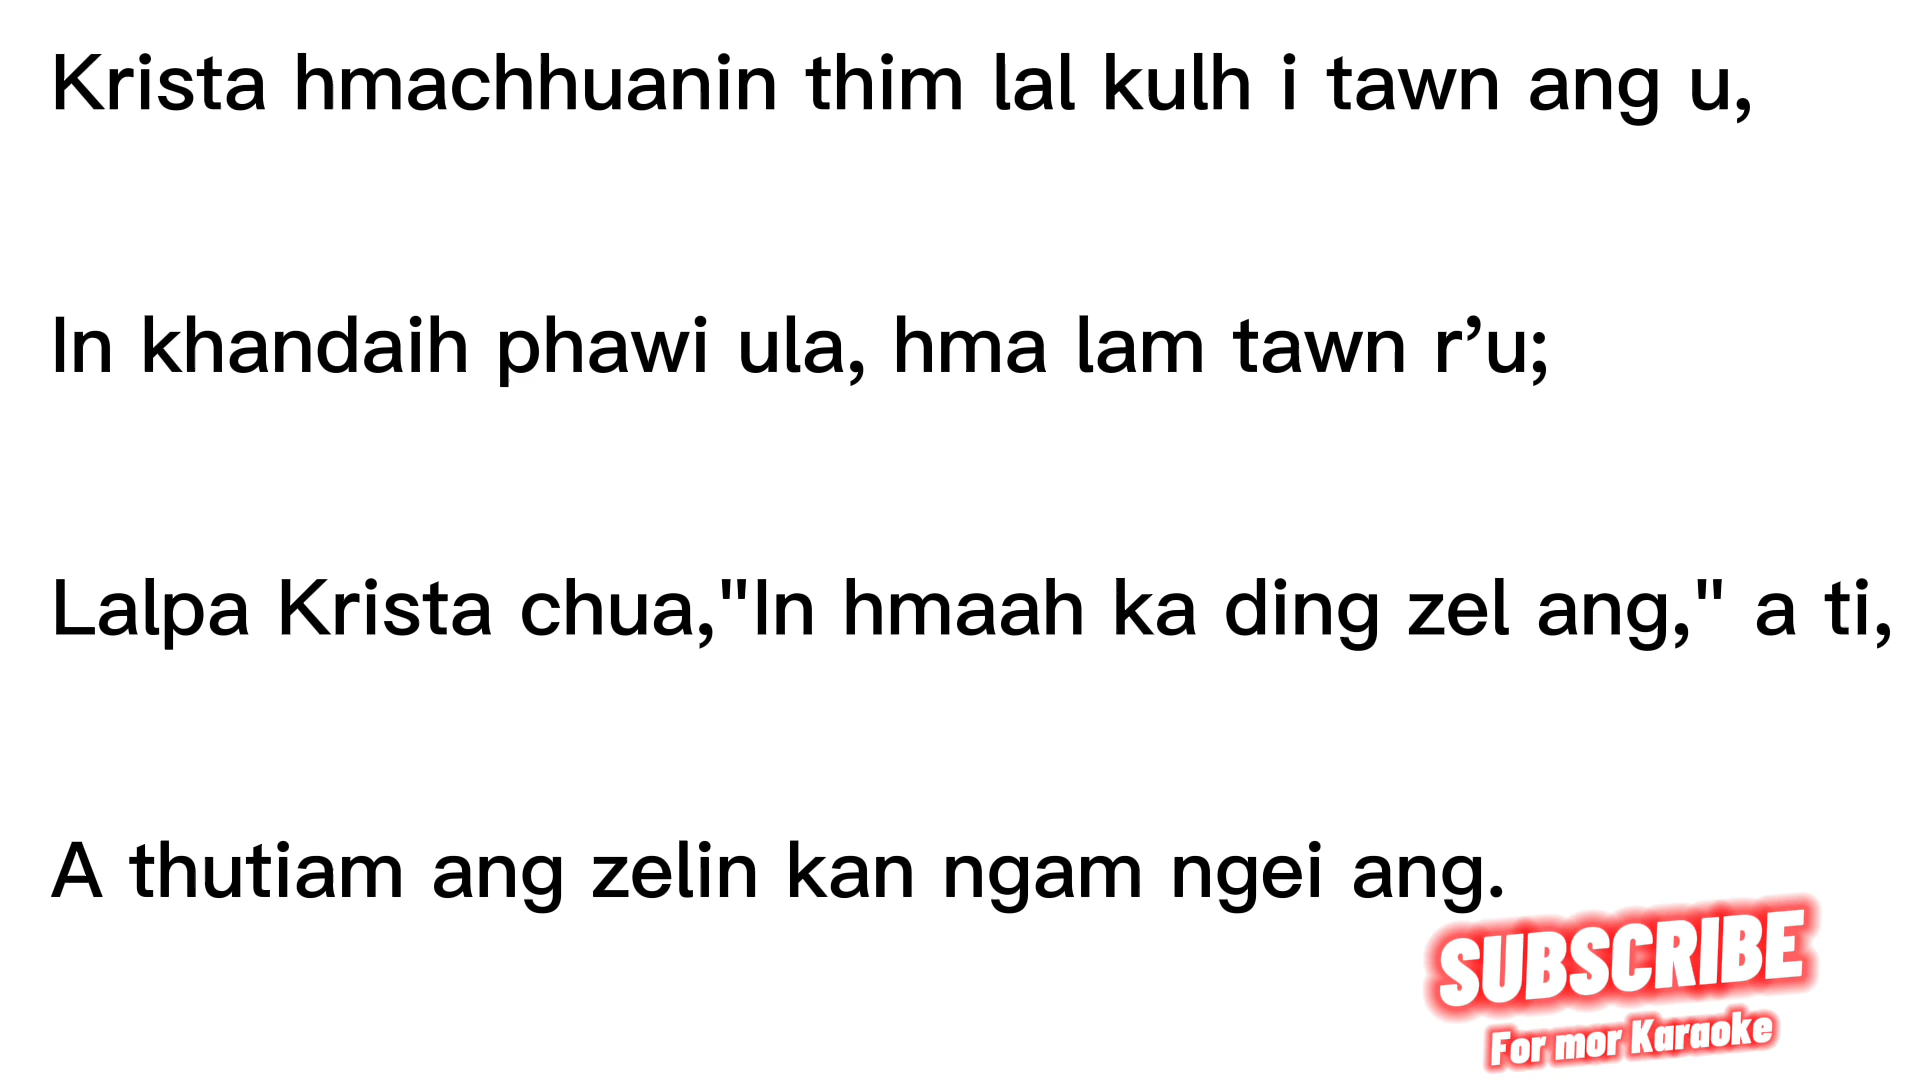 Krista hmachhuanin thim lal kulh i tawn ang u,
In khandaih phawi ula, hma lam tawn r’u;
Lalpa Krista chua,"In hmaah ka ding zel ang," a ti,
A thutiam ang zelin kan ngam ngei ang.
SUBSCRIBE
For mor Karaoke